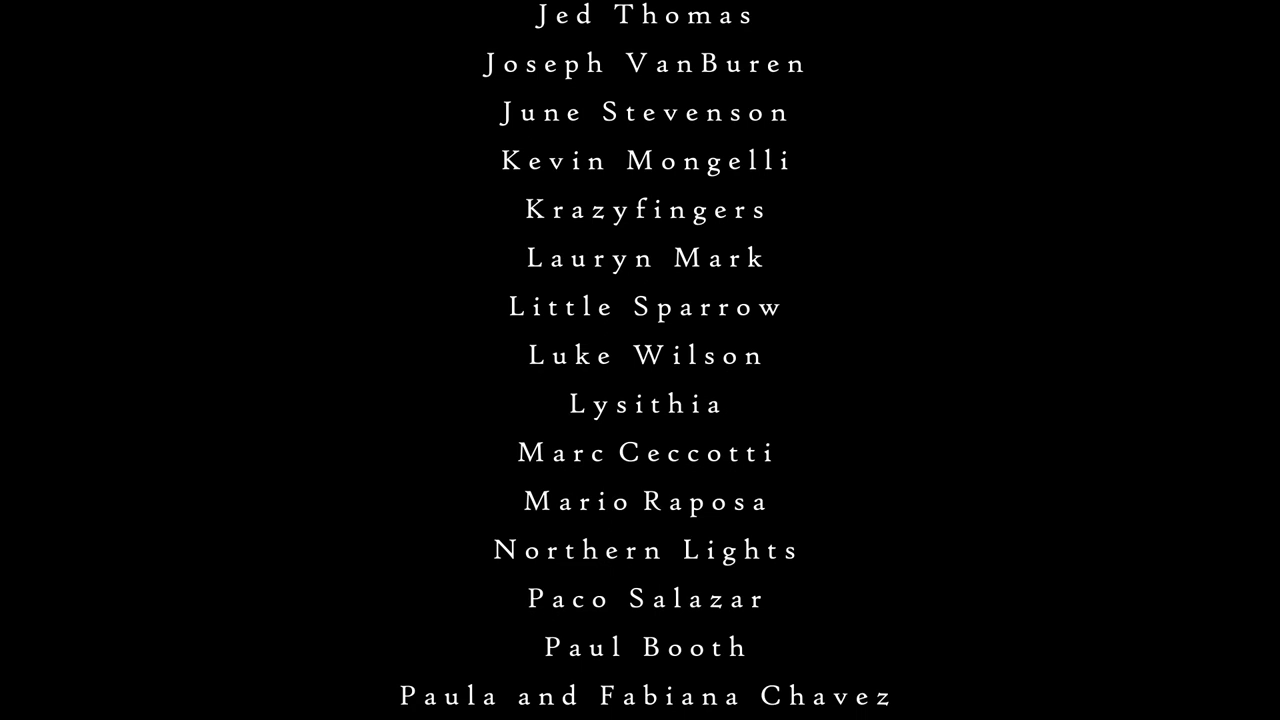 Jed Thomas
Joseph VanBuren
June Stevenson
Kevin Mongelli
Krazyfingers
Lauryn Mark
Little Sparrow
Luke Wilson
Lysithia
Marc Ceccotti
Mario Raposa
Northern Lights
Paco Salazar
Paul Booth
Paula and Fabiana Chavez